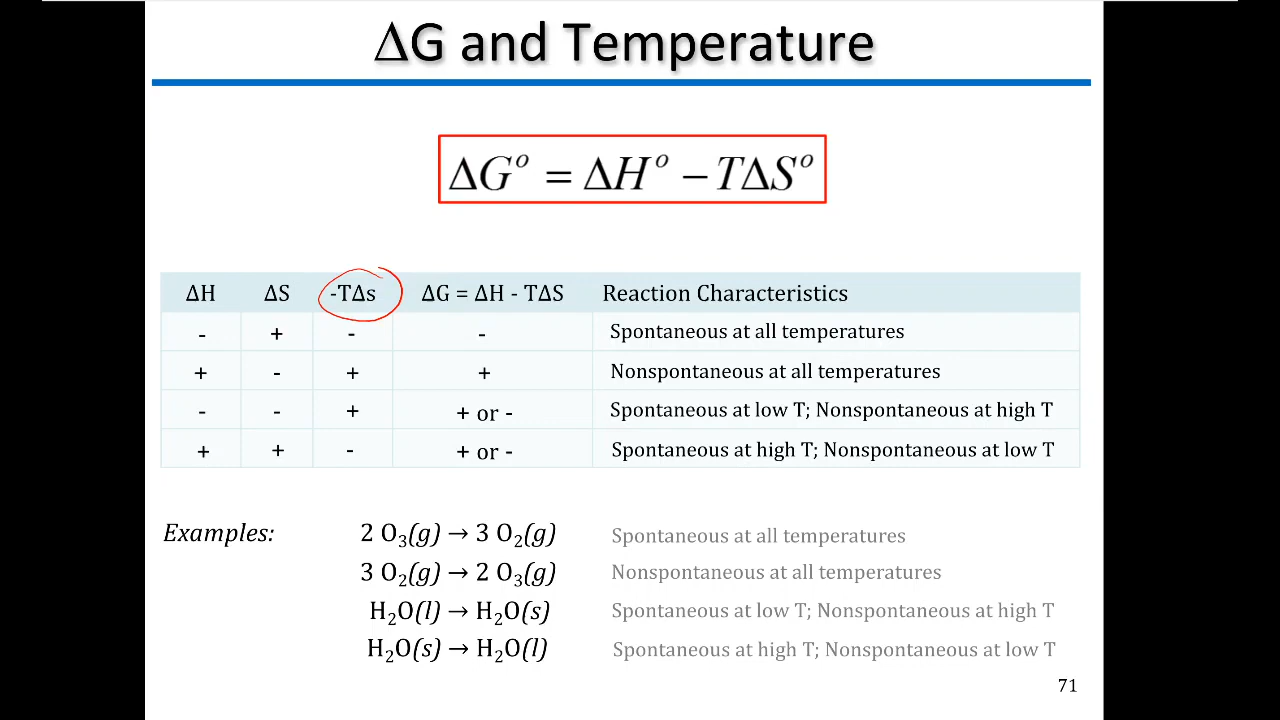 ΔG and Temperature
ΔGᵒ = ΔHᵒ − TΔSᵒ
ΔH ΔS -TΔs ΔG = ΔH - TΔS Reaction Characteristics
- + - - Spontaneous at all temperatures
+ - + + Nonspontaneous at all temperatures
- - + + or - Spontaneous at low T; Nonspontaneous at high T
+ + - + or - Spontaneous at high T; Nonspontaneous at low T
Examples: 2 O₃(g) → 3 O₂(g) Spontaneous at all temperatures
3 O₂(g) → 2 O₃(g) Nonspontaneous at all temperatures
H₂O(l) → H₂O(s) Spontaneous at low T; Nonspontaneous at high T
H₂O(s) → H₂O(l) Spontaneous at high T; Nonspontaneous at low T
71